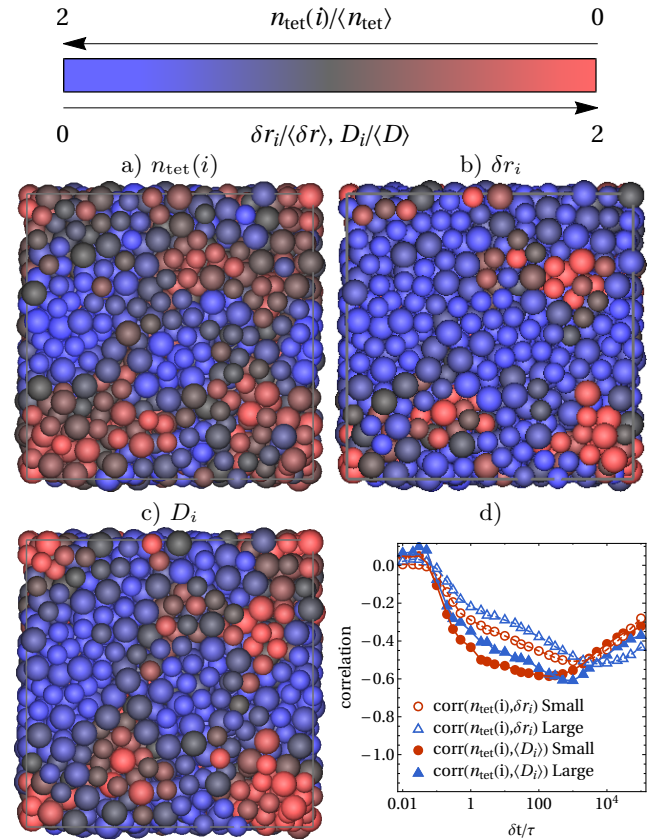 2 n_tet(i)/⟨n_tet⟩ 0
0 δr_i/⟨δr⟩, D_i/⟨D⟩ 2
a) n_tet(i)
b) δr_i
c) D_i
d)
0.0
-0.2
-0.4
-0.6
-0.8
-1.0
correlation
corr(n_tet(i),δr_i) Small
corr(n_tet(i),δr_i) Large
corr(n_tet(i),⟨D_i⟩) Small
corr(n_tet(i),⟨D_i⟩) Large
0.01 1 100 10^4
δt/τ